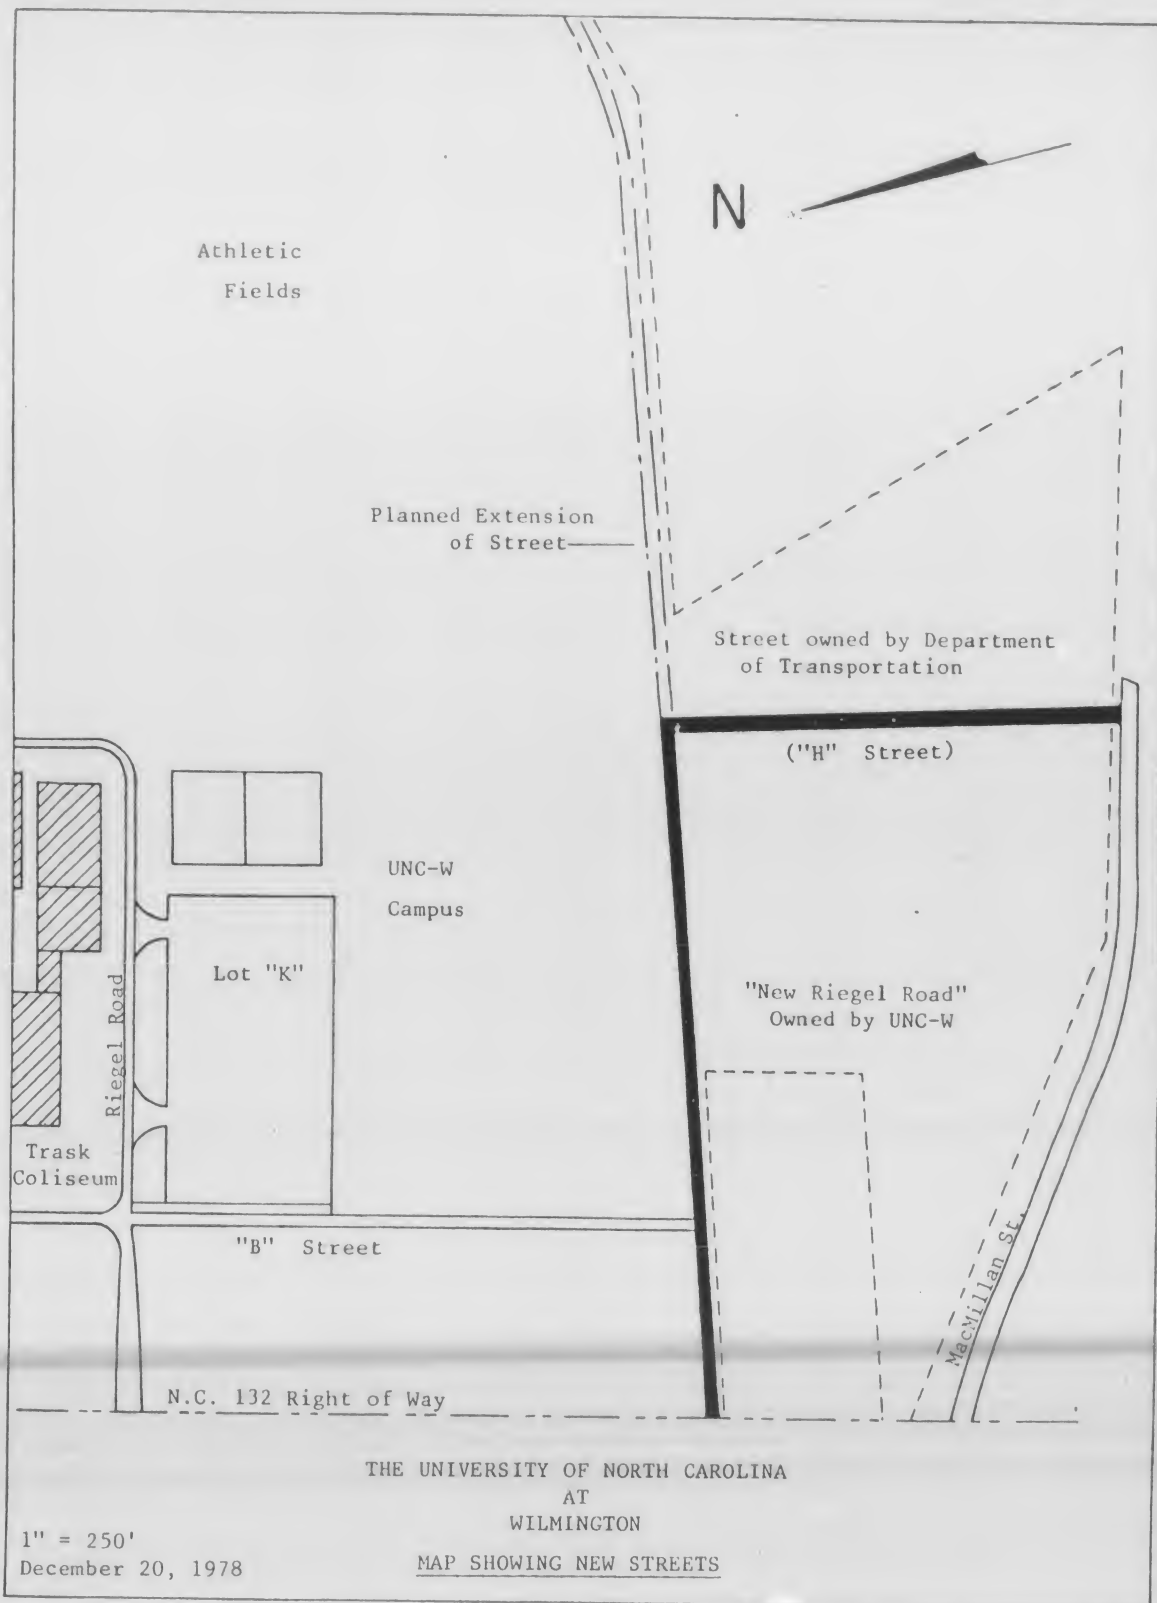 N
Athletic
Fields
Planned Extension
of Street
Street owned by Department
of Transportation
("H" Street)
UNC-W
Campus
Lot "K"
Riegel Road
"New Riegel Road"
Owned by UNC-W
Trask
Coliseum
"B" Street
MacMillan St.
N.C. 132 Right of Way
THE UNIVERSITY OF NORTH CAROLINA
AT
WILMINGTON
1" = 250'
December 20, 1978
MAP SHOWING NEW STREETS